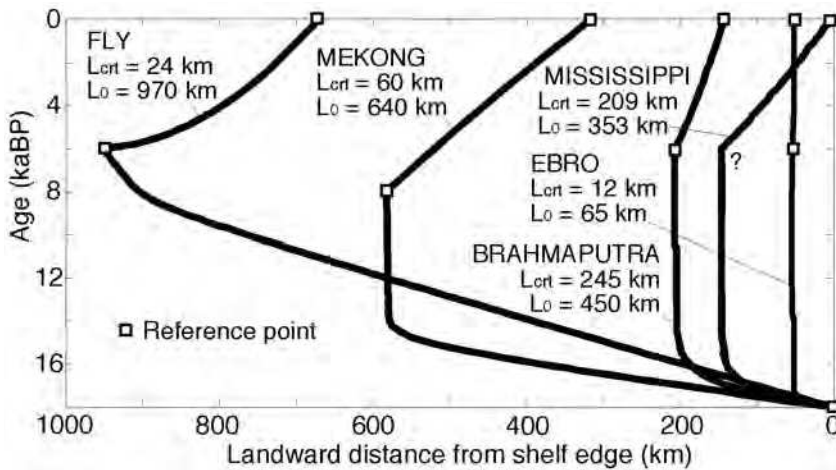 0
4
8
12
16
Age (kaBP)
FLY
Lcrt = 24 km
L0 = 970 km
MEKONG
Lcrt = 60 km
L0 = 640 km
MISSISSIPPI
Lcrt = 209 km
L0 = 353 km
?
EBRO
Lcrt = 12 km
L0 = 65 km
BRAHMAPUTRA
Lcrt = 245 km
L0 = 450 km
Reference point
1000 800 600 400 200 0
Landward distance from shelf edge (km)